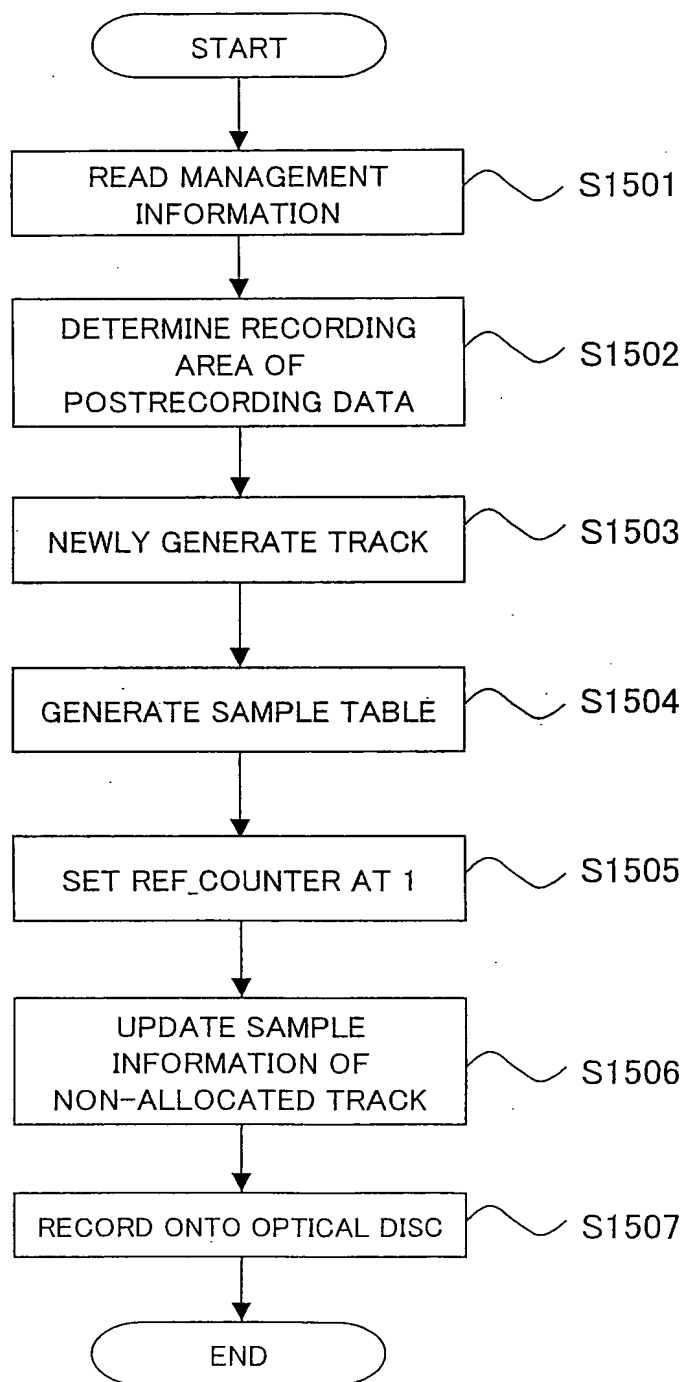 START
READ MANAGEMENT
INFORMATION
S1501
DETERMINE RECORDING
AREA OF
POSTRECORDING DATA
S1502
NEWLY GENERATE TRACK
S1503
GENERATE SAMPLE TABLE
S1504
SET REF_COUNTER AT 1
S1505
UPDATE SAMPLE
INFORMATION OF
NON-ALLOCATED TRACK
S1506
RECORD ONTO OPTICAL DISC
S1507
END